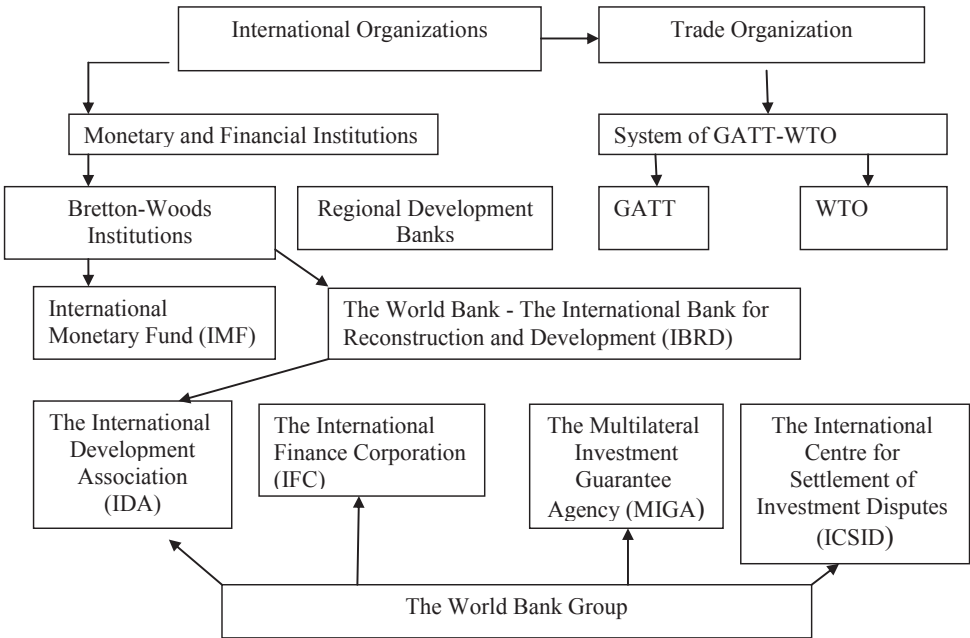 International Organizations
Trade Organization
Monetary and Financial Institutions
System of GATT-WTO
Bretton-Woods
Institutions
Regional Development
Banks
GATT
WTO
International
Monetary Fund (IMF)
The World Bank - The International Bank for
Reconstruction and Development (IBRD)
The International
Development
Association
(IDA)
The International
Finance Corporation
(IFC)
The Multilateral
Investment
Guarantee
Agency (MIGA)
The International
Centre for
Settlement of
Investment Disputes
(ICSID)
The World Bank Group